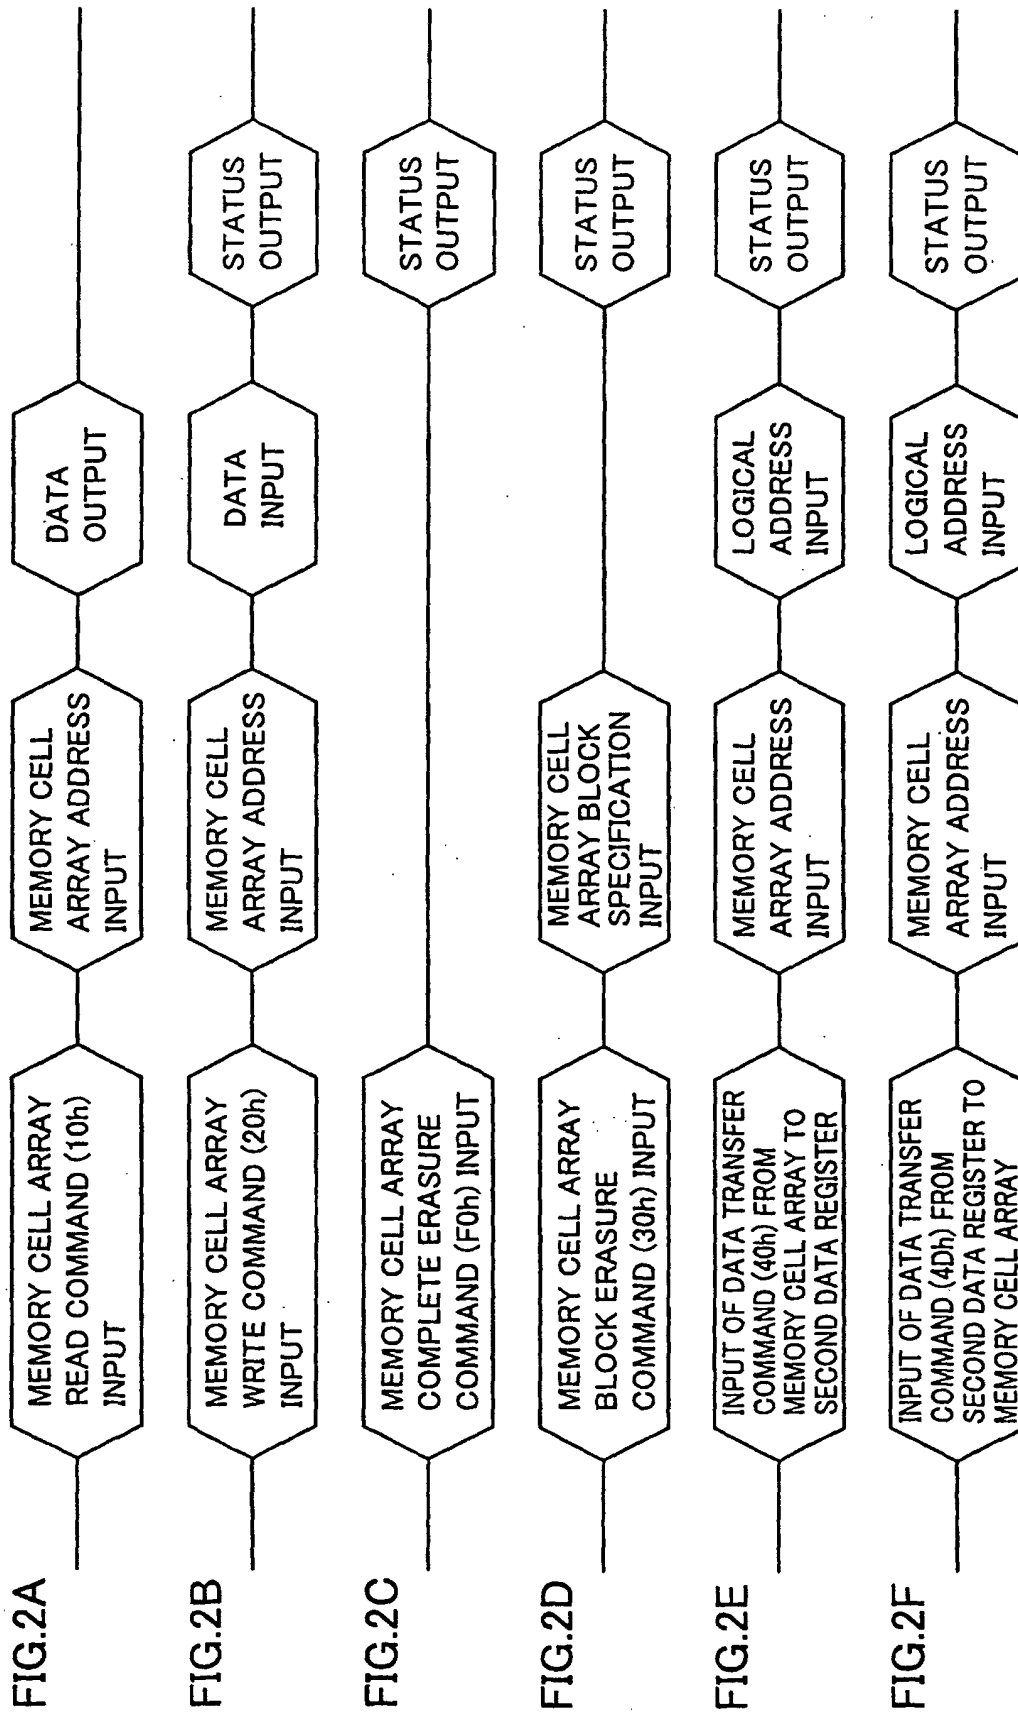 FIG.2A
MEMORY CELL ARRAY
READ COMMAND (10h)
INPUT
MEMORY CELL
ARRAY ADDRESS
INPUT
DATA
OUTPUT
FIG.2B
MEMORY CELL ARRAY
WRITE COMMAND (20h)
INPUT
MEMORY CELL
ARRAY ADDRESS
INPUT
DATA
INPUT
STATUS
OUTPUT
FIG.2C
MEMORY CELL ARRAY
COMPLETE ERASURE
COMMAND (F0h) INPUT
STATUS
OUTPUT
FIG.2D
MEMORY CELL ARRAY
BLOCK ERASURE
COMMAND (30h) INPUT
MEMORY CELL
ARRAY BLOCK
SPECIFICATION
INPUT
STATUS
OUTPUT
FIG.2E
INPUT OF DATA TRANSFER
COMMAND (40h) FROM
MEMORY CELL ARRAY TO
SECOND DATA REGISTER
MEMORY CELL
ARRAY ADDRESS
INPUT
LOGICAL
ADDRESS
INPUT
STATUS
OUTPUT
FIG.2F
INPUT OF DATA TRANSFER
COMMAND (4Dh) FROM
SECOND DATA REGISTER TO
MEMORY CELL ARRAY
MEMORY CELL
ARRAY ADDRESS
INPUT
LOGICAL
ADDRESS
INPUT
STATUS
OUTPUT